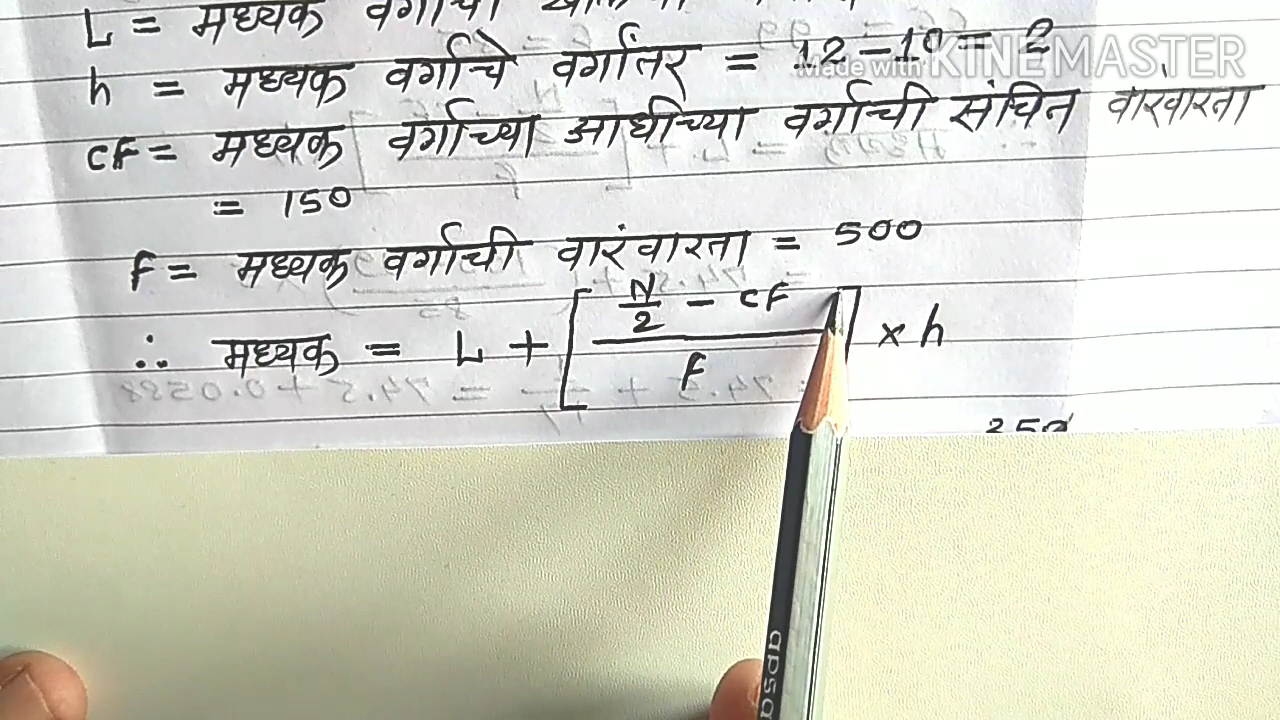 L = मध्यक वर्गाची
h = मध्यक वर्गाचे वर्गांतर = 12 - 10 = 2
Made with KINEMASTER
cf = मध्यक वर्गाच्या आधीच्या वर्गाची संचित वारंवारता
= 150
f = मध्यक वर्गाची वारंवारता = 500
∴ मध्यक = L + [ (N/2 - cf) / f ] × h
apsara